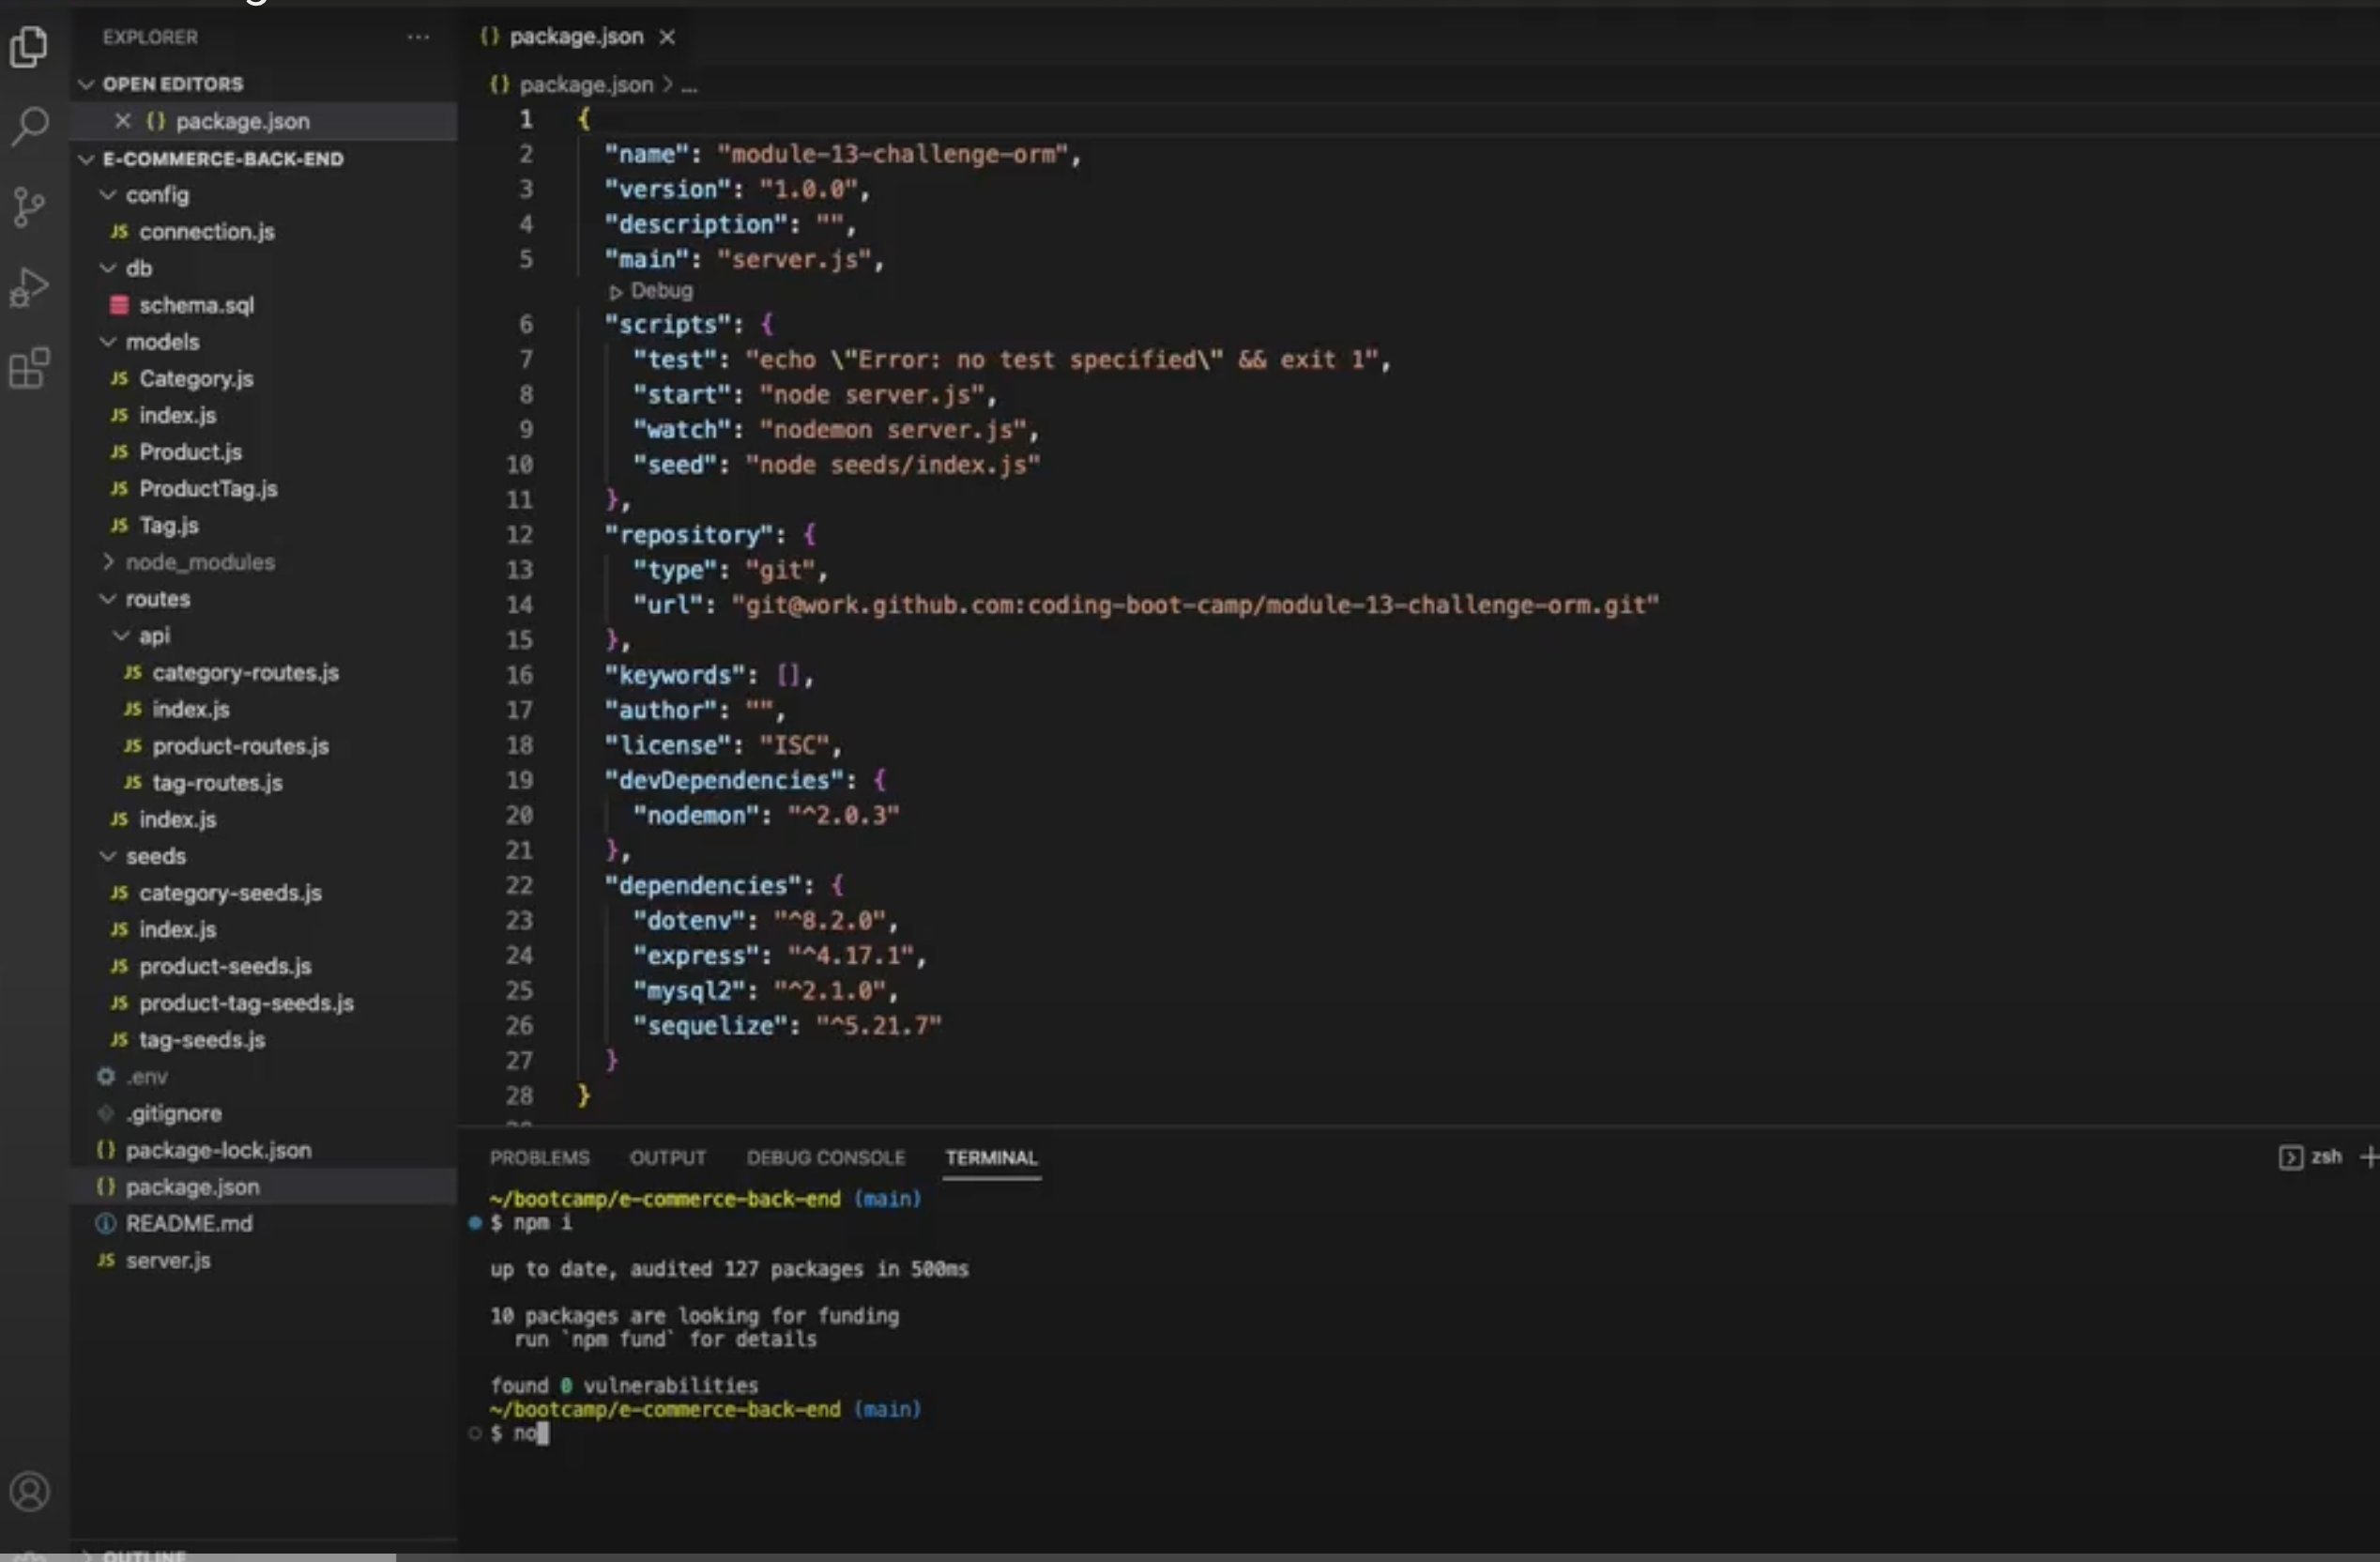 EXPLORER
OPEN EDITORS
package.json
E-COMMERCE-BACK-END
config
JS connection.js
db
schema.sql
models
JS Category.js
JS index.js
JS Product.js
JS ProductTag.js
JS Tag.js
node_modules
routes
api
JS category-routes.js
JS index.js
JS product-routes.js
JS tag-routes.js
JS index.js
seeds
JS category-seeds.js
JS index.js
JS product-seeds.js
JS product-tag-seeds.js
JS tag-seeds.js
.env
.gitignore
{} package-lock.json
{} package.json
README.md
JS server.js
OUTLINE
{} package.json ×
{} package.json > ...
1 {
2 "name": "module-13-challenge-orm",
3 "version": "1.0.0",
4 "description": "",
5 "main": "server.js",
Debug
6 "scripts": {
7 "test": "echo \"Error: no test specified\" && exit 1",
8 "start": "node server.js",
9 "watch": "nodemon server.js",
10 "seed": "node seeds/index.js"
11 },
12 "repository": {
13 "type": "git",
14 "url": "git@work.github.com:coding-boot-camp/module-13-challenge-orm.git"
15 },
16 "keywords": [],
17 "author": "",
18 "license": "ISC",
19 "devDependencies": {
20 "nodemon": "^2.0.3"
21 },
22 "dependencies": {
23 "dotenv": "^8.2.0",
24 "express": "^4.17.1",
25 "mysql2": "^2.1.0",
26 "sequelize": "^5.21.7"
27 }
28 }
PROBLEMS OUTPUT DEBUG CONSOLE TERMINAL zsh +
~/bootcamp/e-commerce-back-end (main)
$ npm i
up to date, audited 127 packages in 500ms
10 packages are looking for funding
run `npm fund` for details
found 0 vulnerabilities
~/bootcamp/e-commerce-back-end (main)
$ no